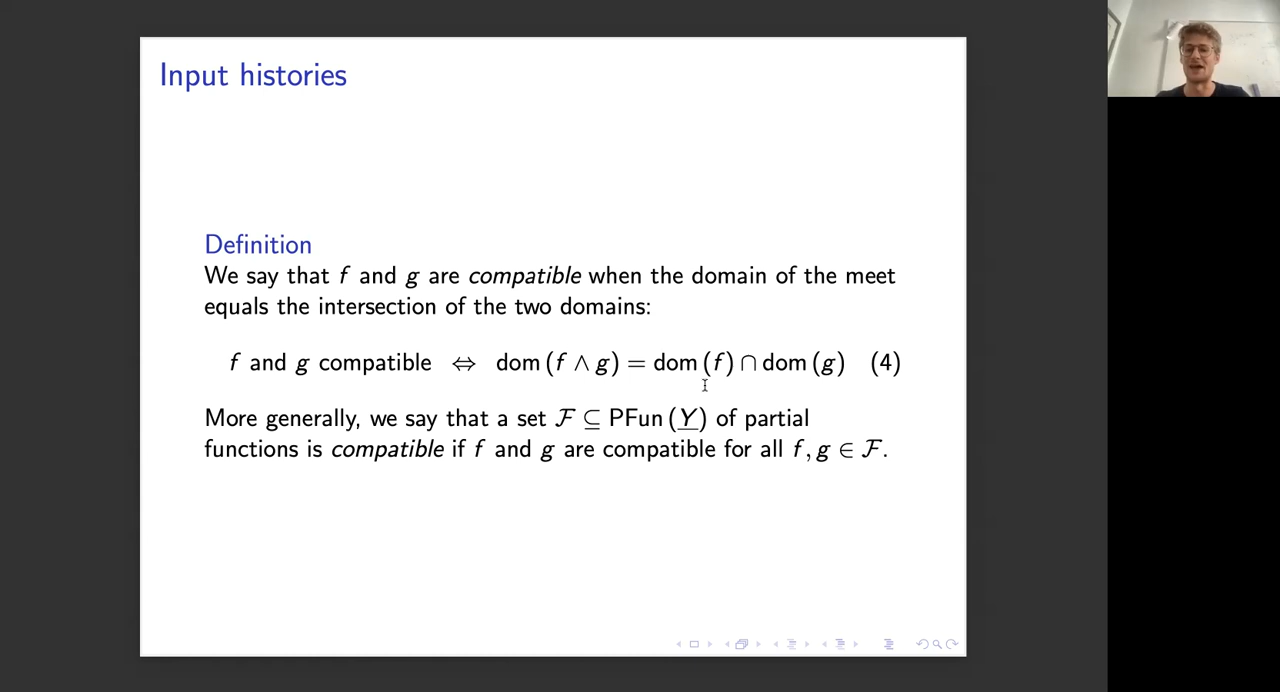 Input histories
Definition
We say that f and g are compatible when the domain of the meet
equals the intersection of the two domains:
f and g compatible ⇔ dom (f ∧ g) = dom (f) ∩ dom (g) (4)
More generally, we say that a set ℱ ⊆ PFun (Y) of partial
functions is compatible if f and g are compatible for all f, g ∈ ℱ.